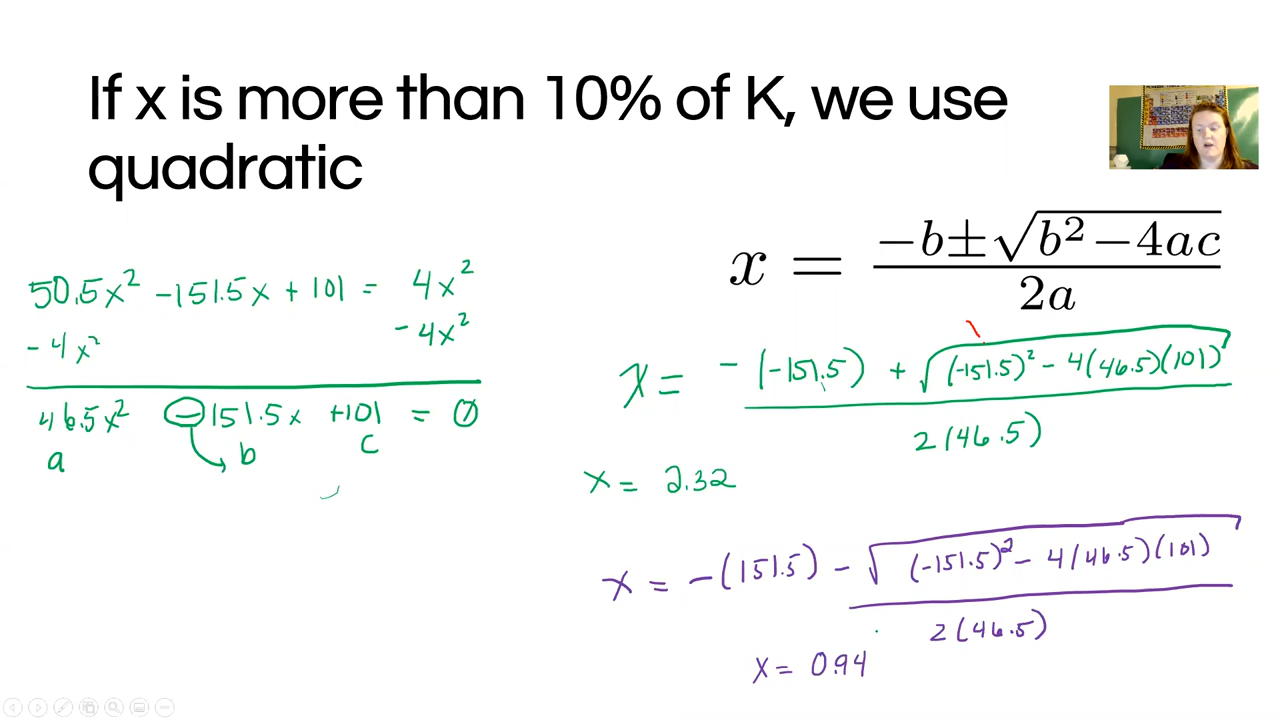 If x is more than 10% of K, we use
quadratic
x = −b±√b² −4ac / 2a
50.5x² -151.5x + 101 = 4x²
- 4x² - 4x²
46.5x² -151.5x +101 = 0
a b c
x = -(-151.5) + √(-151.5)² - 4(46.5)(101) / 2(46.5)
x = 2.32
x = -(151.5) - √(-151.5)² - 4(46.5)(101) / 2(46.5)
x = 0.94